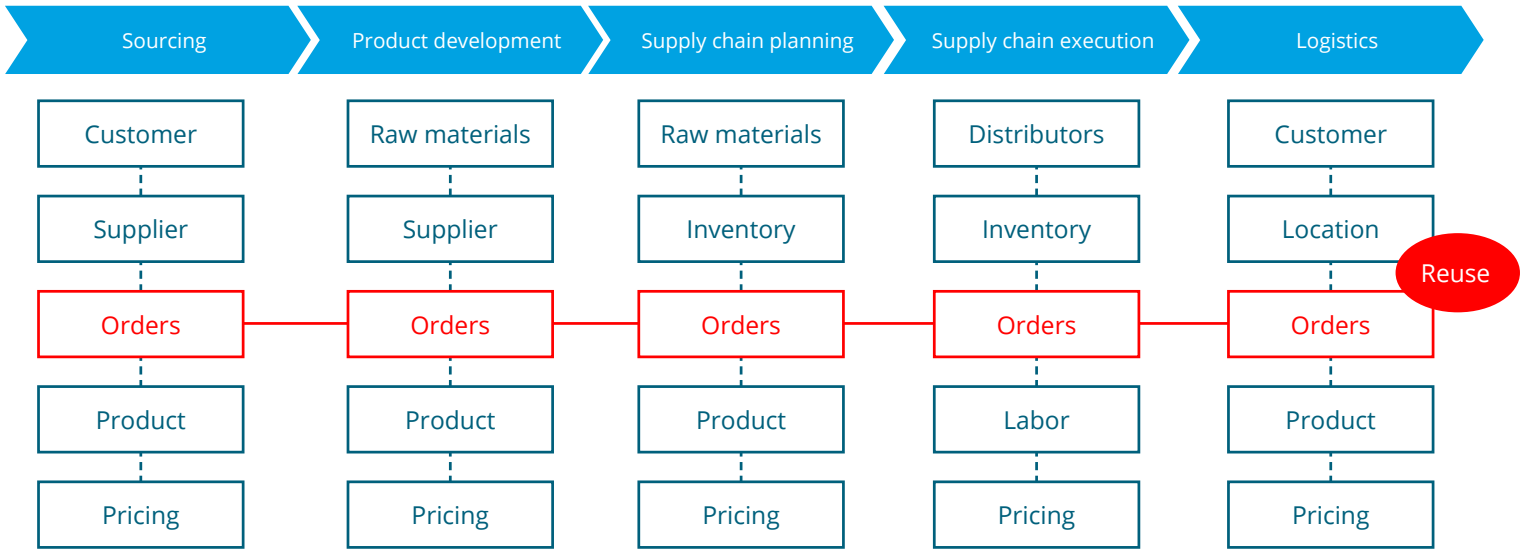 Sourcing
Product development
Supply chain planning
Supply chain execution
Logistics
Customer
Raw materials
Raw materials
Distributors
Customer
Supplier
Supplier
Inventory
Inventory
Location
Reuse
Orders
Orders
Orders
Orders
Orders
Product
Product
Product
Labor
Product
Pricing
Pricing
Pricing
Pricing
Pricing